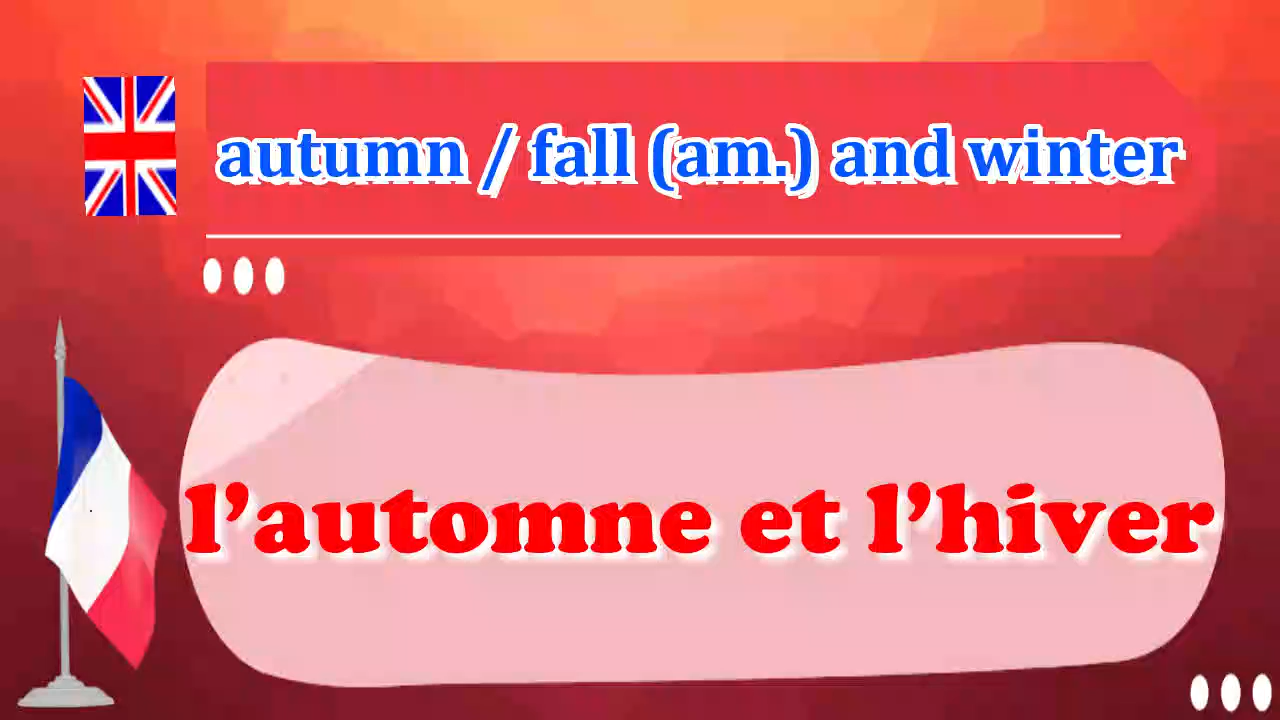 autumn / fall (am.) and winter
l’automne et l’hiver